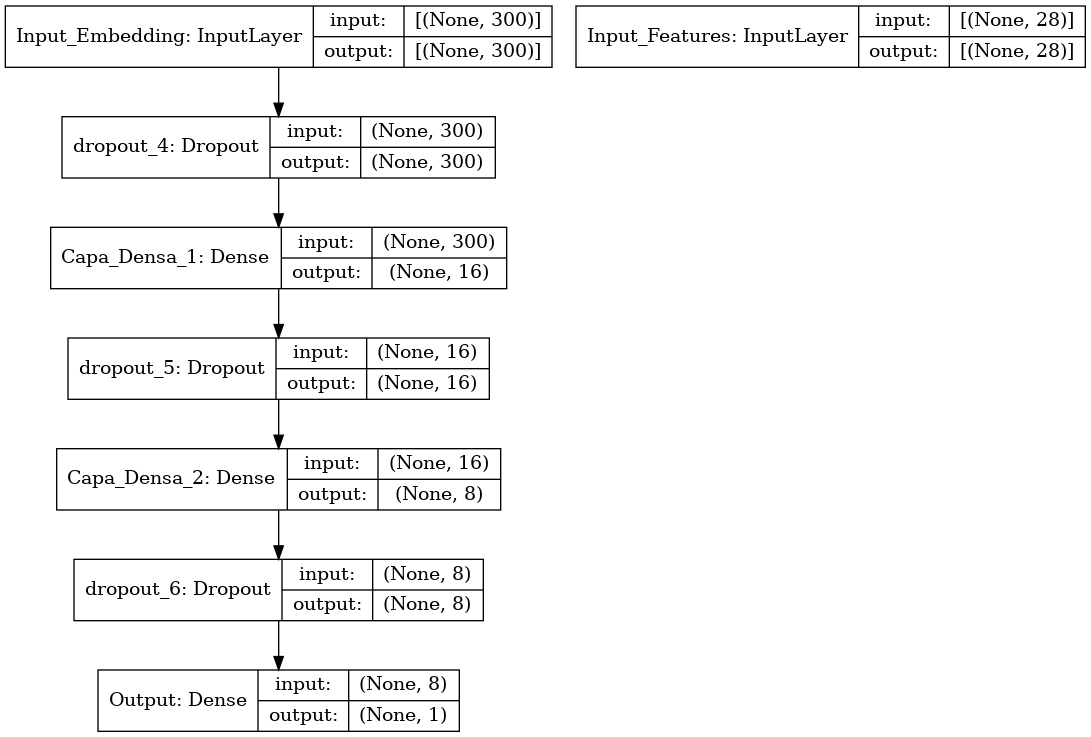 Input_Embedding: InputLayer
input: [(None, 300)]
output: [(None, 300)]
Input_Features: InputLayer
input: [(None, 28)]
output: [(None, 28)]
dropout_4: Dropout
input: (None, 300)
output: (None, 300)
Capa_Densa_1: Dense
input: (None, 300)
output: (None, 16)
dropout_5: Dropout
input: (None, 16)
output: (None, 16)
Capa_Densa_2: Dense
input: (None, 16)
output: (None, 8)
dropout_6: Dropout
input: (None, 8)
output: (None, 8)
Output: Dense
input: (None, 8)
output: (None, 1)